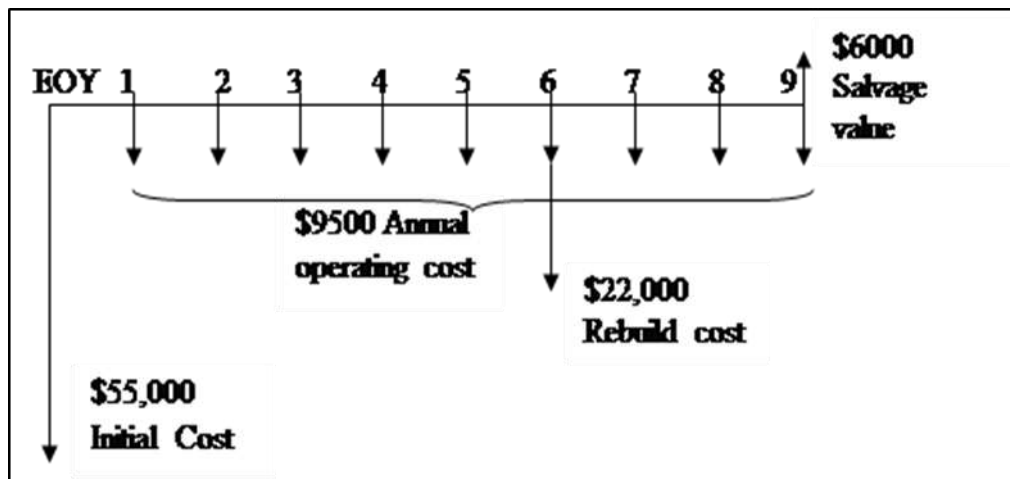 $6000
Salvage
value
EOY 1 2 3 4 5 6 7 8 9
$9500 Annual
operating cost
$22,000
Rebuild cost
$55,000
Initial Cost